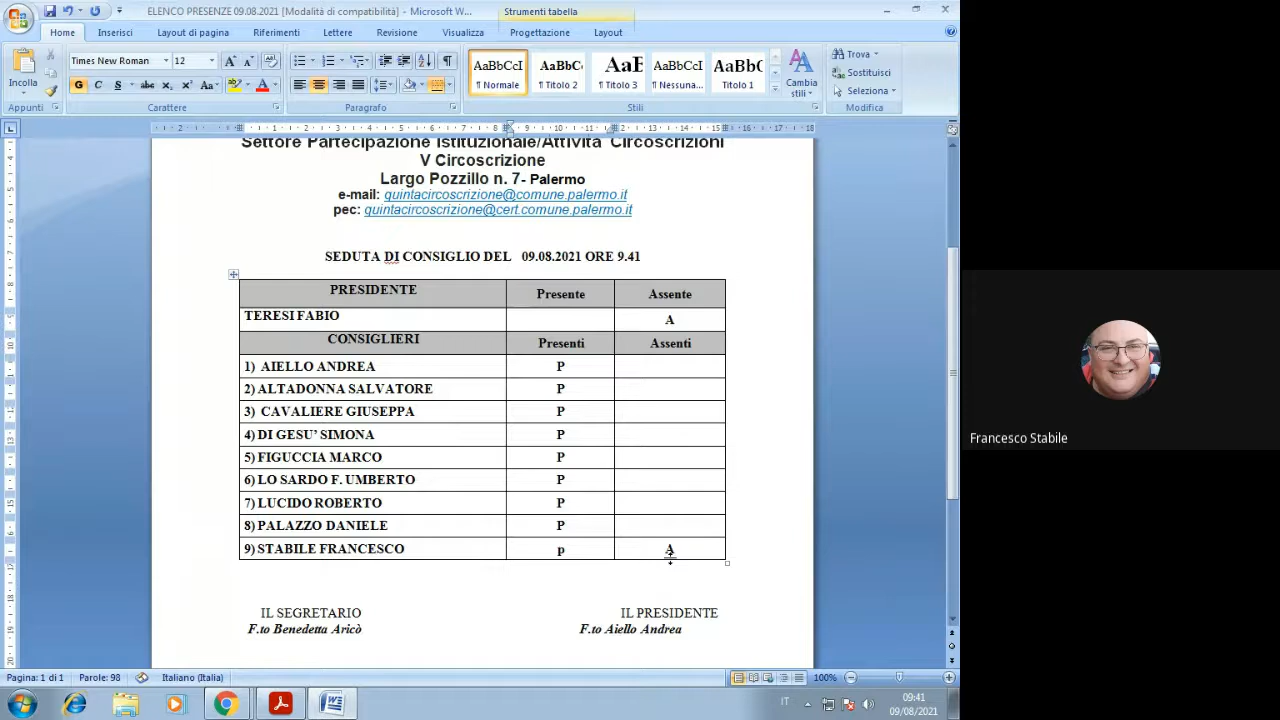 ELENCO PRESENZE 09.08.2021 [Modalità di compatibilità] - Microsoft W...
Strumenti tabella
Home Inserisci Layout di pagina Riferimenti Lettere Revisione Visualizza Progettazione Layout
Incolla
Times New Roman 12
G C S abc x₂ x² Aa
AaBbCcI AaBbC AaB AaBbCcI AaBbC
¶ Normale ¶ Titolo 2 ¶ Titolo 3 ¶ Nessuna... ¶ Titolo 1
Cambia stili
Trova
Sostituisci
Seleziona
Appunti Carattere Paragrafo Stili Modifica
Settore Partecipazione Istituzionale/Attività Circoscrizioni
V Circoscrizione
Largo Pozzillo n. 7- Palermo
e-mail: quintacircoscrizione@comune.palermo.it
pec: quintacircoscrizione@cert.comune.palermo.it
SEDUTA DI CONSIGLIO DEL 09.08.2021 ORE 9.41
PRESIDENTE Presente Assente
TERESI FABIO A
CONSIGLIERI Presenti Assenti
1) AIELLO ANDREA P
2) ALTADONNA SALVATORE P
3) CAVALIERE GIUSEPPA P
4) DI GESU’ SIMONA P
5) FIGUCCIA MARCO P
6) LO SARDO F. UMBERTO P
7) LUCIDO ROBERTO P
8) PALAZZO DANIELE P
9) STABILE FRANCESCO p A
IL SEGRETARIO IL PRESIDENTE
F.to Benedetta Aricò F.to Aiello Andrea
Francesco Stabile
Pagina: 1 di 1 Parole: 98 Italiano (Italia) 100%
IT 09:41
09/08/2021